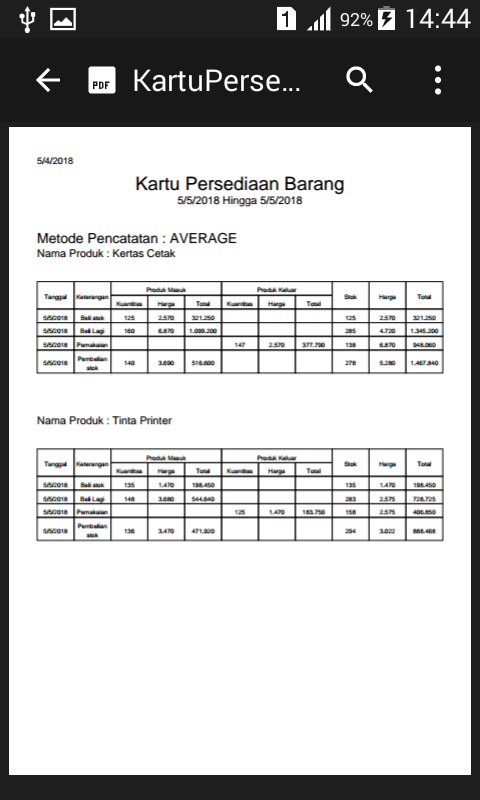 1 92% 14:44
PDF KartuPerse...
5/4/2018
Kartu Persediaan Barang
5/5/2018 Hingga 5/5/2018
Metode Pencatatan : AVERAGE
Nama Produk : Kertas Cetak
Tanggal Keterangan Produk Masuk Produk Keluar Stok Harga Total
Kuantitas Harga Total Kuantitas Harga Total
5/5/2018 Beli stok 125 2.570 321.250 125 2.570 321.250
5/5/2018 Beli Lagi 160 6.870 1.099.200 285 4.720 1.345.200
5/5/2018 Pemakaian 147 2.570 377.790 138 6.870 948.060
5/5/2018 Pembelian stok 140 3.690 516.600 278 5.280 1.467.840
Nama Produk : Tinta Printer
Tanggal Keterangan Produk Masuk Produk Keluar Stok Harga Total
Kuantitas Harga Total Kuantitas Harga Total
5/5/2018 Beli stok 135 1.470 198.450 135 1.470 198.450
5/5/2018 Beli Lagi 148 3.680 544.640 283 2.575 728.725
5/5/2018 Pemakaian 125 1.470 183.750 158 2.575 406.850
5/5/2018 Pembelian stok 136 3.470 471.920 294 3.022 888.468